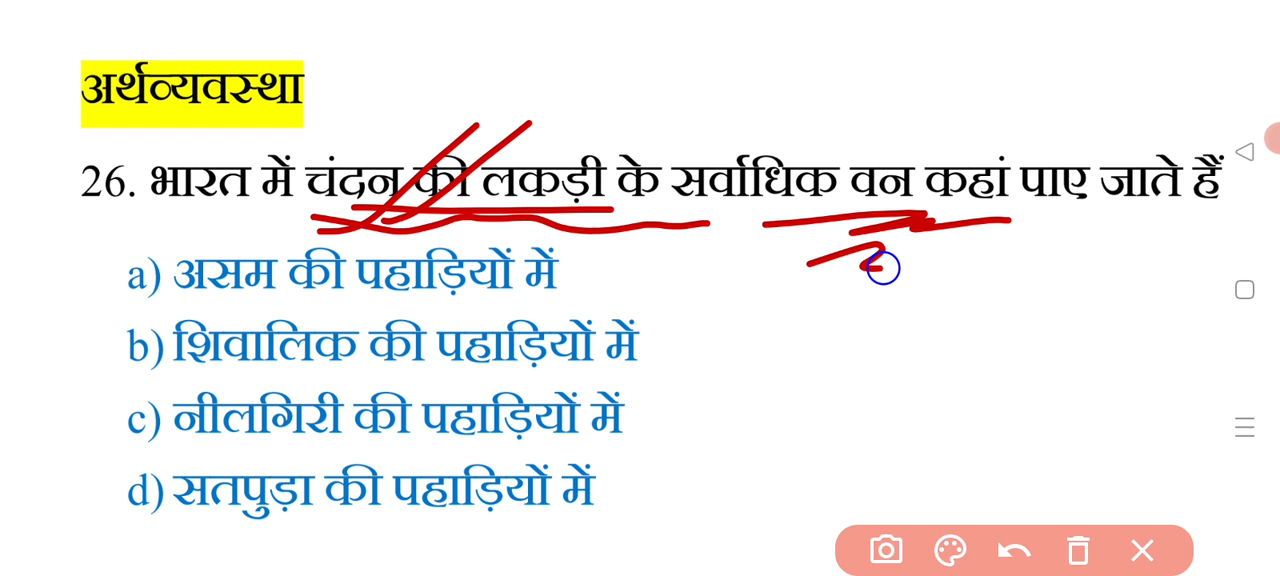 अर्थव्यवस्था
26. भारत में चंदन की लकड़ी के सर्वाधिक वन कहां पाए जाते हैं
a) असम की पहाड़ियों में
b) शिवालिक की पहाड़ियों में
c) नीलगिरी की पहाड़ियों में
d) सतपुड़ा की पहाड़ियों में